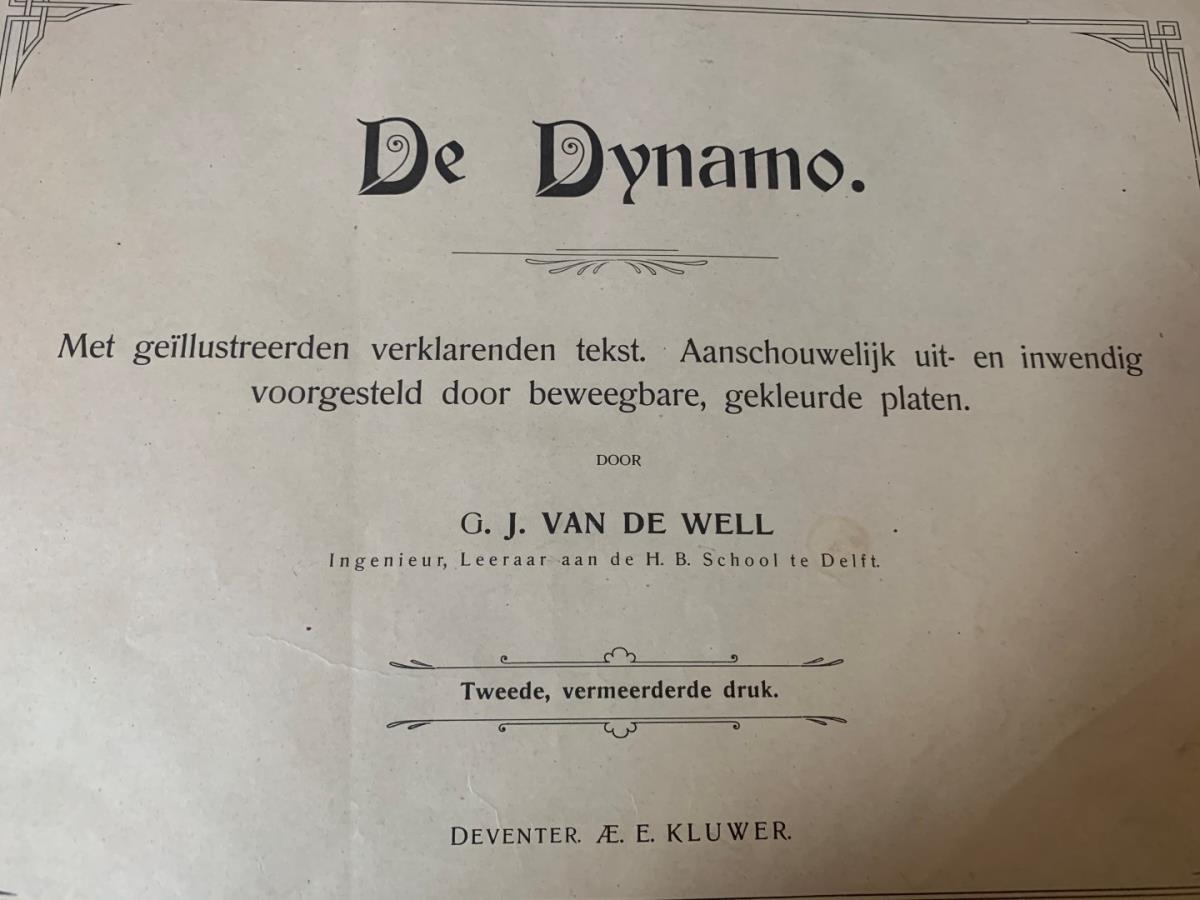 De Dynamo.
Met geïllustreerden verklarenden tekst. Aanschouwelijk uit- en inwendig
voorgesteld door beweegbare, gekleurde platen.
DOOR
G. J. VAN DE WELL
Ingenieur, Leeraar aan de H. B. School te Delft.
Tweede, vermeerderde druk.
DEVENTER. Æ. E. KLUWER.